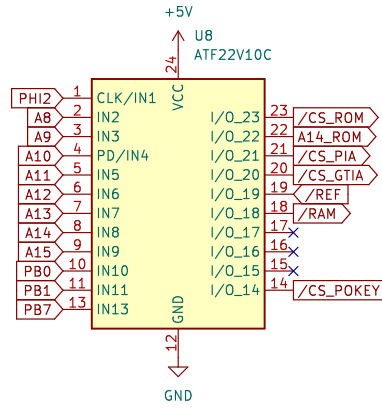 +5V
U8
ATF22V10C
24
VCC
PHI2 1 CLK/IN1
A8 2 IN2 I/O_23 23 /CS_ROM
A9 3 IN3 I/O_22 22 A14_ROM
A10 4 PD/IN4 I/O_21 21 /CS_PIA
A11 5 IN5 I/O_20 20 /CS_GTIA
A12 6 IN6 I/O_19 19 /REF
A13 7 IN7 I/O_18 18 /RAM
A14 8 IN8 I/O_17 17
A15 9 IN9 I/O_16 16
PB0 10 IN10 I/O_15 15
PB1 11 IN11 I/O_14 14 /CS_POKEY
PB7 13 IN13
GND
12
GND